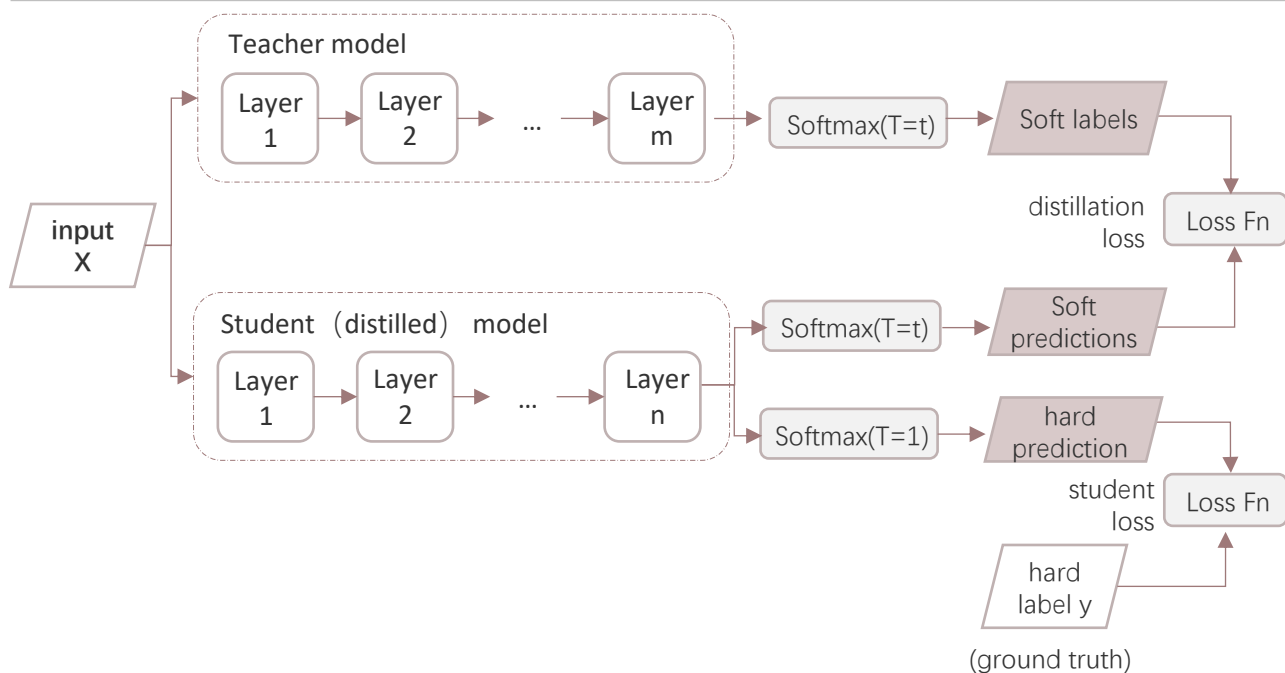 Teacher model
Layer
1
Layer
2
...
Layer
m
Softmax(T=t)
Soft labels
input
X
distillation
loss
Loss Fn
Student（distilled） model
Layer
1
Layer
2
...
Layer
n
Softmax(T=t)
Soft
predictions
Softmax(T=1)
hard
prediction
student
loss
Loss Fn
hard
label y
(ground truth)